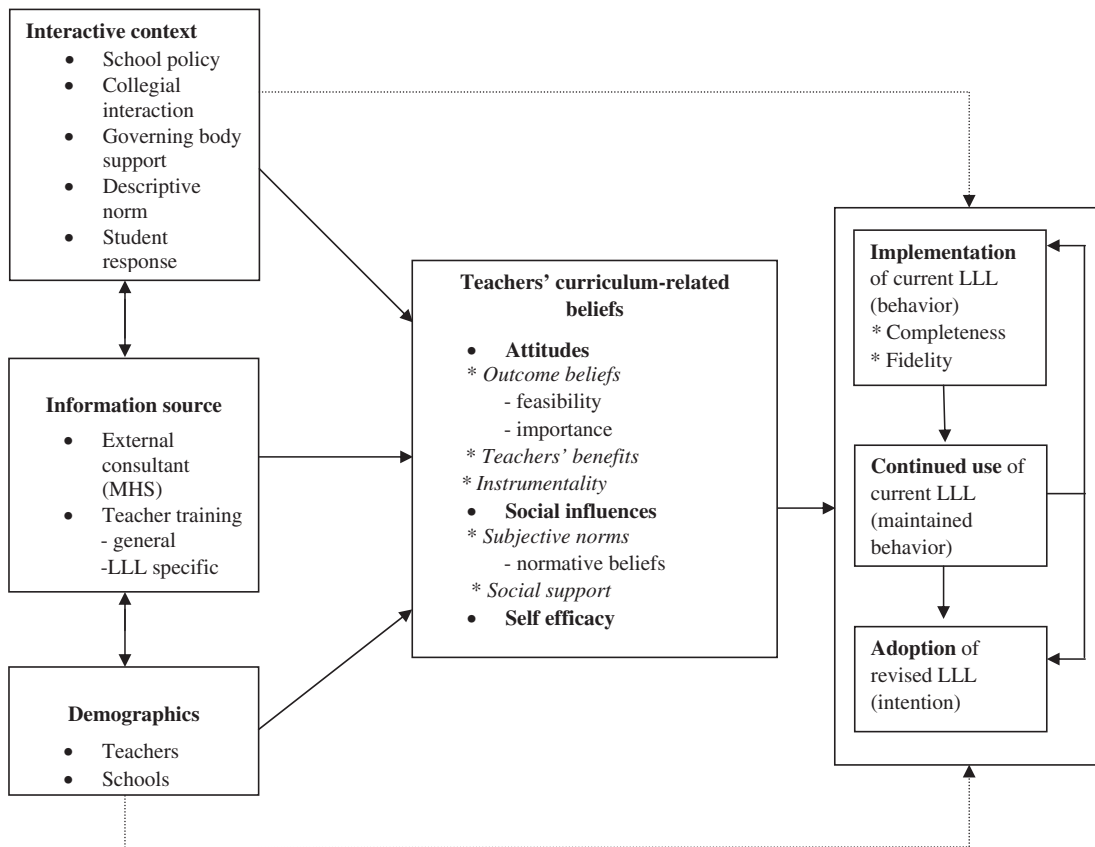 Interactive context
• School policy
• Collegial
interaction
• Governing body
support
• Descriptive
norm
• Student
response
Information source
• External
consultant
(MHS)
• Teacher training
- general
-LLL specific
Demographics
• Teachers
• Schools
Teachers’ curriculum-related
beliefs
• Attitudes
* Outcome beliefs
- feasibility
- importance
* Teachers’ benefits
* Instrumentality
• Social influences
* Subjective norms
- normative beliefs
* Social support
• Self efficacy
Implementation
of current LLL
(behavior)
* Completeness
* Fidelity
Continued use of
current LLL
(maintained
behavior)
Adoption of
revised LLL
(intention)